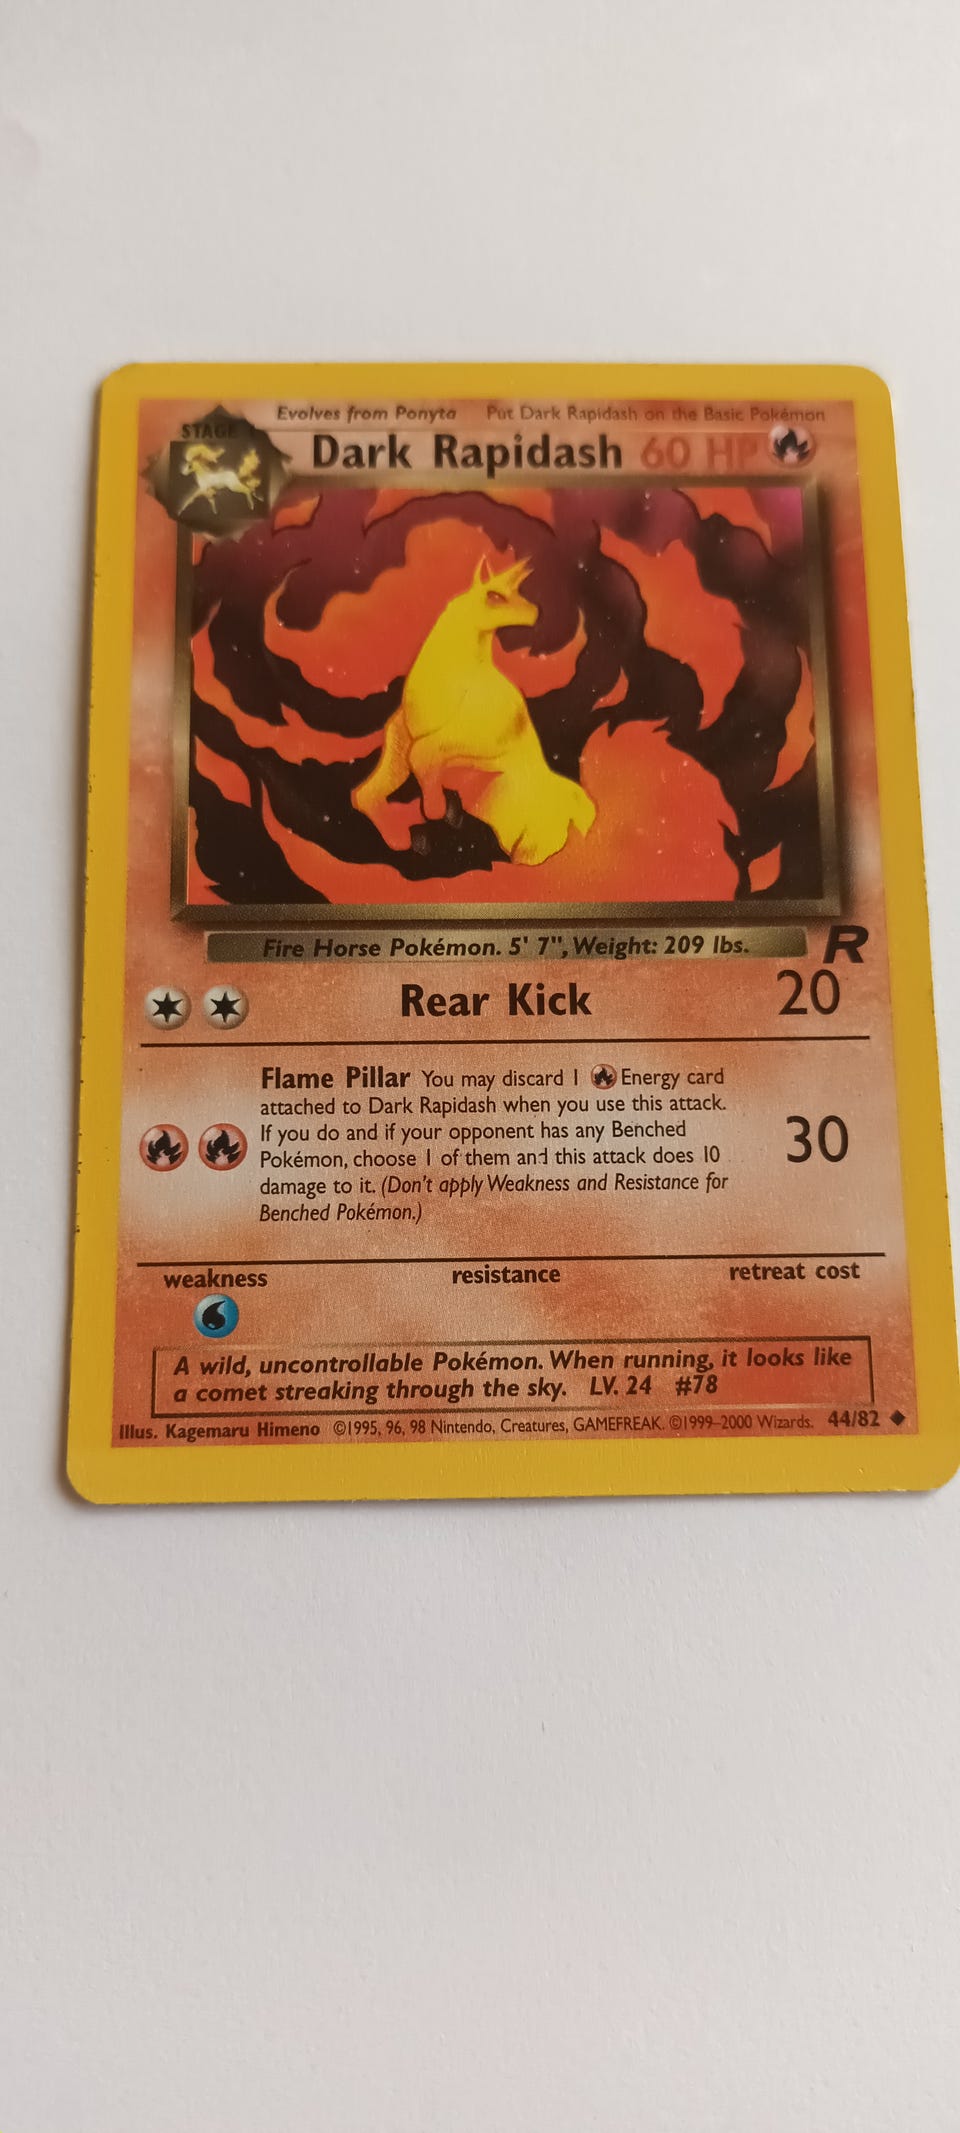 Evolves from Ponyta Put Dark Rapidash on the Basic Pokémon
STAGE 1
Dark Rapidash 60 HP
Fire Horse Pokémon. 5' 7", Weight: 209 lbs.
R
Rear Kick 20
Flame Pillar You may discard 1 Energy card
attached to Dark Rapidash when you use this attack.
If you do and if your opponent has any Benched
Pokémon, choose 1 of them and this attack does 10
damage to it. (Don't apply Weakness and Resistance for
Benched Pokémon.)
30
weakness resistance retreat cost
A wild, uncontrollable Pokémon. When running, it looks like
a comet streaking through the sky. LV. 24 #78
Illus. Kagemaru Himeno ©1995, 96, 98 Nintendo, Creatures, GAMEFREAK. ©1999-2000 Wizards. 44/82